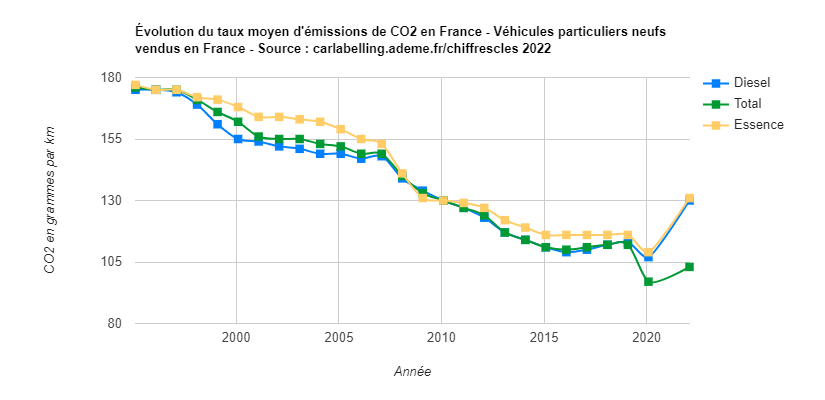 Évolution du taux moyen d'émissions de CO2 en France - Véhicules particuliers neufs
vendus en France - Source : carlabelling.ademe.fr/chiffrescles 2022
180
155
130
105
80
CO2 en grammes par km
2000
2005
2010
2015
2020
Année
Diesel
Total
Essence